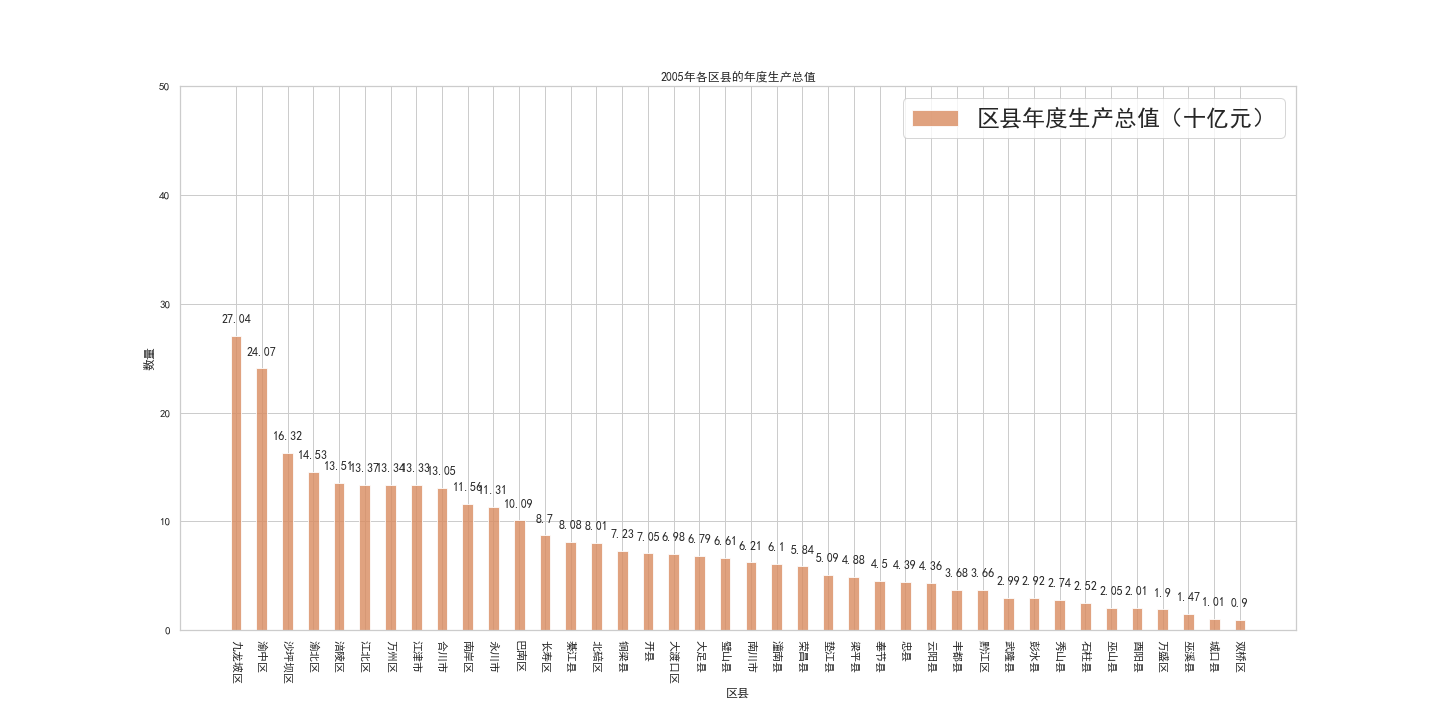 2005年各区县的年度生产总值
区县年度生产总值（十亿元）
50
40
30
20
10
0
数量
27.04
24.07
16.32
14.53
13.51
13.37
13.34
13.33
13.05
11.56
11.31
10.09
8.7
8.08
8.01
7.23
7.05
6.98
6.79
6.61
6.21
6.1
5.84
5.09
4.88
4.5
4.39
4.36
3.68
3.66
2.99
2.92
2.74
2.52
2.05
2.01
1.9
1.47
1.01
0.9
九龙坡区
渝中区
沙坪坝区
渝北区
涪陵区
江北区
万州区
江津市
合川市
南岸区
永川市
巴南区
长寿区
綦江县
北碚区
铜梁县
开县
大渡口区
大足县
璧山县
南川市
潼南县
荣昌县
垫江县
梁平县
奉节县
忠县
云阳县
丰都县
黔江区
武隆县
彭水县
秀山县
石柱县
巫山县
酉阳县
万盛区
巫溪县
城口县
双桥区
区县